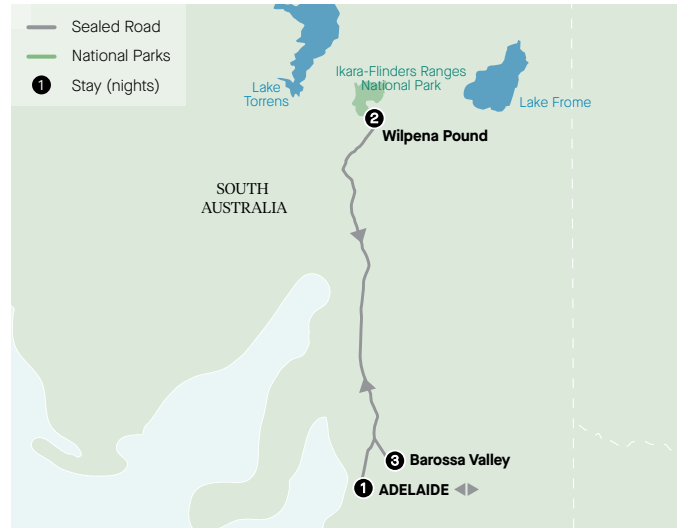 Sealed Road
National Parks
1 Stay (nights)
Lake
Torrens
Ikara-Flinders Ranges
National Park
Lake Frome
2
Wilpena Pound
SOUTH
AUSTRALIA
3 Barossa Valley
1 ADELAIDE